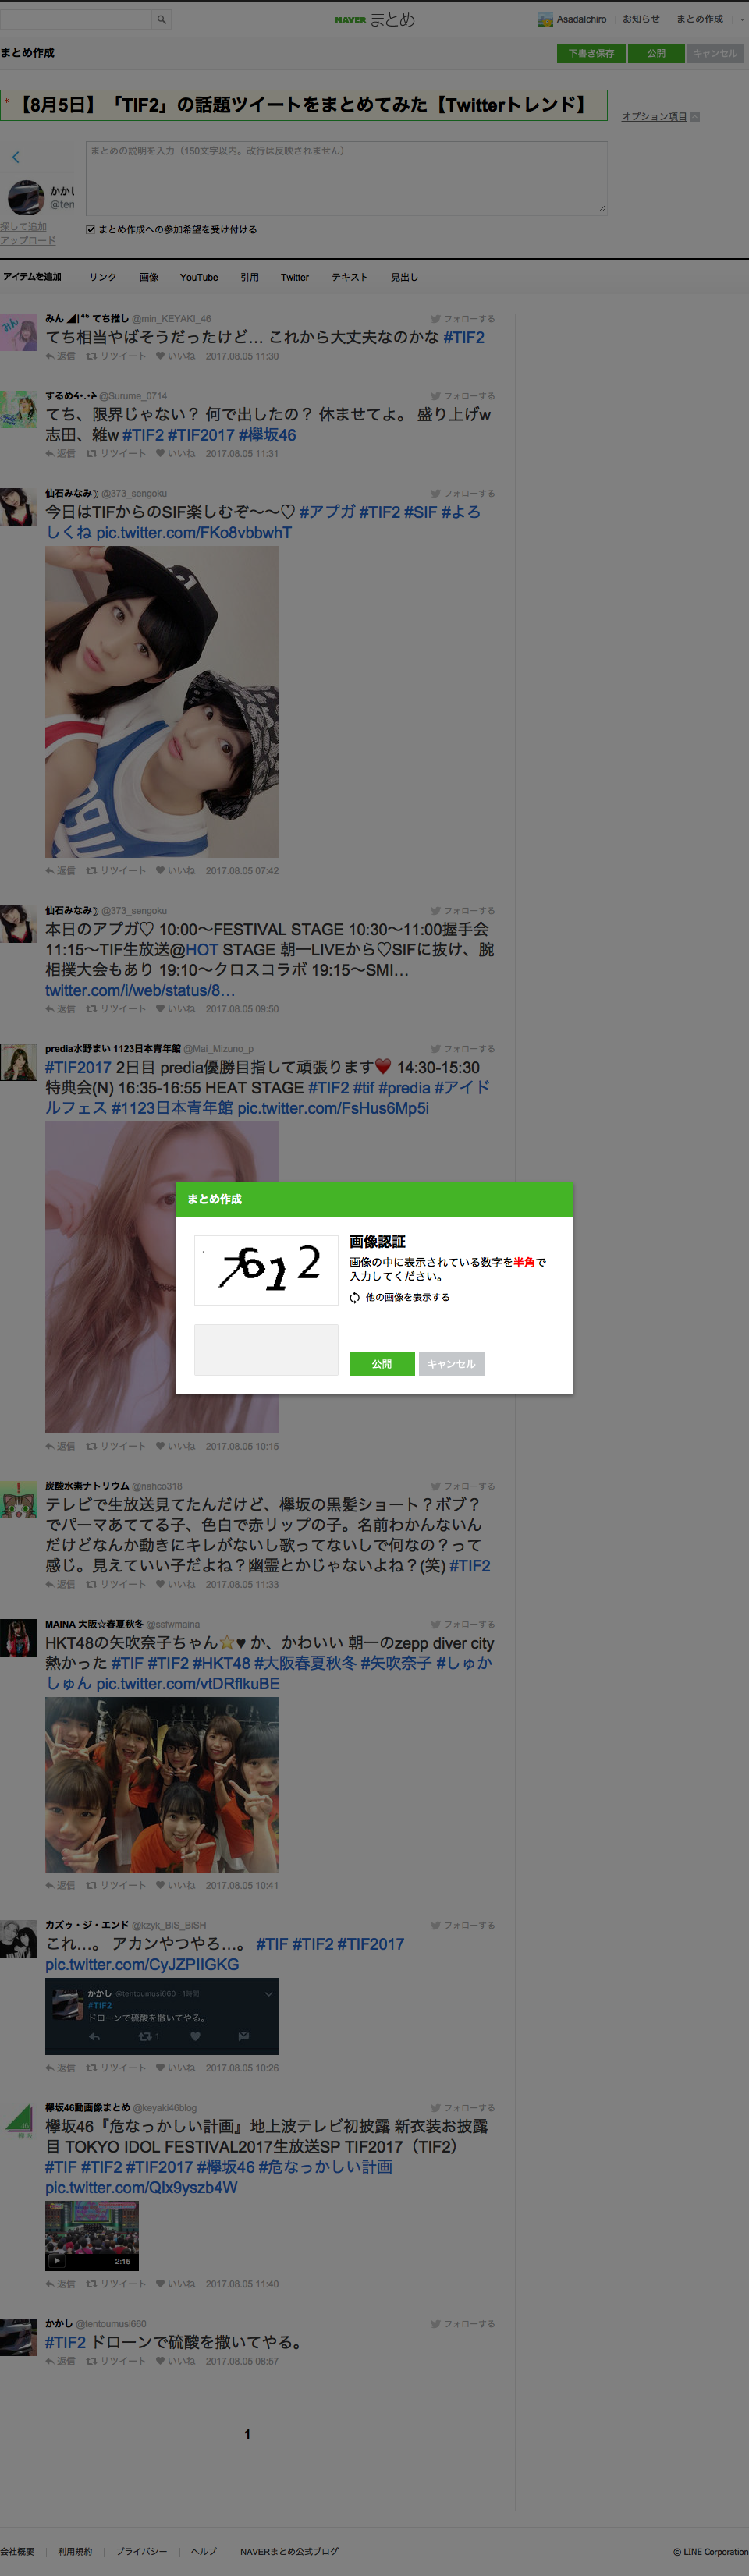 NAVER まとめ
AsadaIchiro お知らせ まとめ作成
まとめ作成
下書き保存 公開 キャンセル
* 【8月5日】「TIF2」の話題ツイートをまとめてみた【Twitterトレンド】
オプション項目
まとめの説明を入力（150文字以内。改行は反映されません）
かかし
@ten
探して追加
アップロード
まとめ作成への参加希望を受け付ける
アイテムを追加 リンク 画像 YouTube 引用 Twitter テキスト 見出し
みん ◢|⁴⁶ てち推し @min_KEYAKI_46 フォローする
てち相当やばそうだったけど… これから大丈夫なのかな #TIF2
返信 リツイート いいね 2017.08.05 11:30
@Surume_0714 フォローする
てち、限界じゃない？ 何で出したの？ 休ませてよ。 盛り上げw
志田、雑w #TIF2 #TIF2017 #欅坂46
返信 リツイート いいね 2017.08.05 11:31
仙石みなみ☽ @373_sengoku フォローする
今日はTIFからのSIF楽しむぞ〜〜♡ #アプガ #TIF2 #SIF #よろ
しくね pic.twitter.com/FKo8vbbwhT
返信 リツイート いいね 2017.08.05 07:42
仙石みなみ☽ @373_sengoku フォローする
本日のアプガ♡ 10:00〜FESTIVAL STAGE 10:30〜11:00握手会
11:15〜TIF生放送@HOT STAGE 朝一LIVEから♡SIFに抜け、腕
相撲大会もあり 19:10〜クロスコラボ 19:15〜SMI…
twitter.com/i/web/status/8…
返信 リツイート いいね 2017.08.05 09:50
predia水野まい 1123日本青年館 @Mai_Mizuno_p フォローする
#TIF2017 2日目 predia優勝目指して頑張ります❤ 14:30-15:30
特典会(N) 16:35-16:55 HEAT STAGE #TIF2 #tif #predia #アイド
ルフェス #1123日本青年館 pic.twitter.com/FsHus6Mp5i
まとめ作成
7612
画像認証
画像の中に表示されている数字を半角で
入力してください。
他の画像を表示する
公開 キャンセル
返信 リツイート いいね 2017.08.05 10:15
炭酸水素ナトリウム @nahco318 フォローする
テレビで生放送見てたんだけど、欅坂の黒髪ショート？ボブ？
でパーマあててる子、色白で赤リップの子。名前わかんないん
だけどなんか動きにキレがないし歌ってないしで何なの？って
感じ。見えていい子だよね？幽霊とかじゃないよね？(笑) #TIF2
返信 リツイート いいね 2017.08.05 11:33
MAINA 大阪☆春夏秋冬 @ssfwmaina フォローする
HKT48の矢吹奈子ちゃん⭐♥ か、かわいい 朝一のzepp diver city
熱かった #TIF #TIF2 #HKT48 #大阪春夏秋冬 #矢吹奈子 #しゅか
しゅん pic.twitter.com/vtDRflkuBE
返信 リツイート いいね 2017.08.05 10:41
カズゥ・ジ・エンド @kzyk_BiS_BiSH フォローする
これ…。 アカンやつやろ…。 #TIF #TIF2 #TIF2017
pic.twitter.com/CyJZPIIGKG
かかし @tentoumusi660・1時間
#TIF2
ドローンで硫酸を撒いてやる。
1
返信 リツイート いいね 2017.08.05 10:26
欅坂46動画像まとめ @keyaki46blog フォローする
欅坂46『危なっかしい計画』地上波テレビ初披露 新衣装お披露
目 TOKYO IDOL FESTIVAL2017生放送SP TIF2017（TIF2）
#TIF #TIF2 #TIF2017 #欅坂46 #危なっかしい計画
pic.twitter.com/QIx9yszb4W
2:15
返信 リツイート いいね 2017.08.05 11:40
かかし @tentoumusi660 フォローする
#TIF2 ドローンで硫酸を撒いてやる。
返信 リツイート いいね 2017.08.05 08:57
1
会社概要 利用規約 プライバシー ヘルプ NAVERまとめ公式ブログ
© LINE Corporation